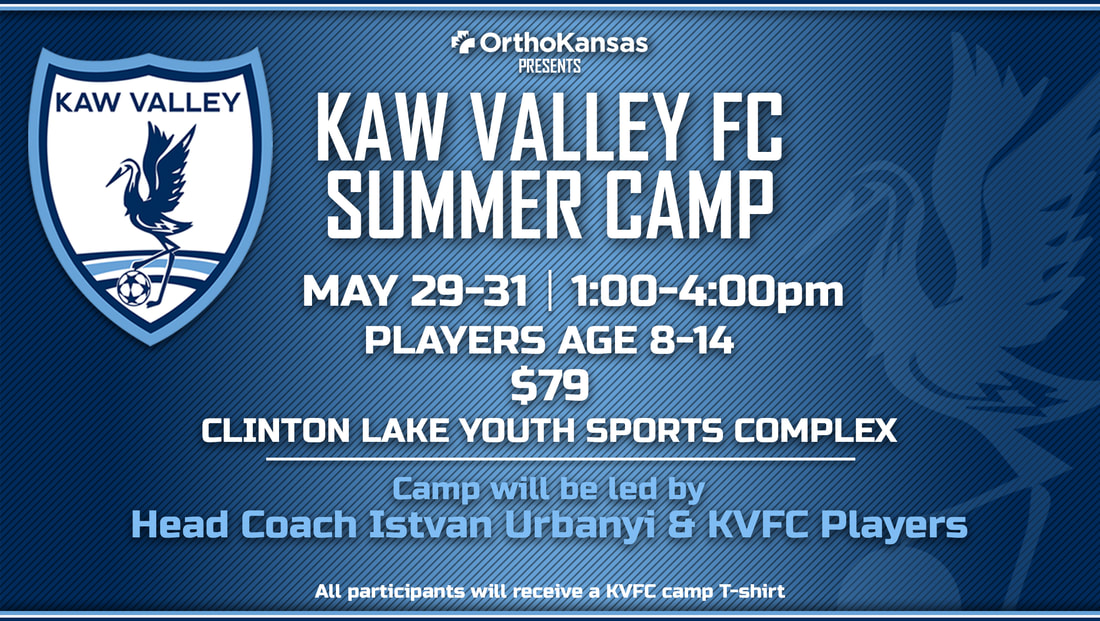 KAW VALLEY
OrthoKansas
PRESENTS
KAW VALLEY FC
SUMMER CAMP
MAY 29-31 | 1:00-4:00pm
PLAYERS AGE 8-14
$79
CLINTON LAKE YOUTH SPORTS COMPLEX
Camp will be led by
Head Coach Istvan Urbanyi & KVFC Players
All participants will receive a KVFC camp T-shirt